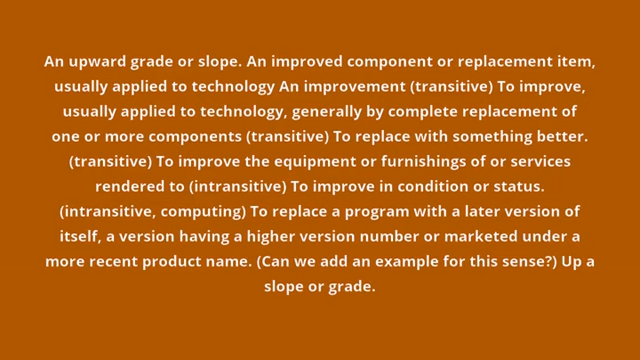 An upward grade or slope. An improved component or replacement item,
usually applied to technology An improvement (transitive) To improve,
usually applied to technology, generally by complete replacement of
one or more components (transitive) To replace with something better.
(transitive) To improve the equipment or furnishings of or services
rendered to (intransitive) To improve in condition or status.
(intransitive, computing) To replace a program with a later version of
itself, a version having a higher version number or marketed under a
more recent product name. (Can we add an example for this sense?) Up a
slope or grade.